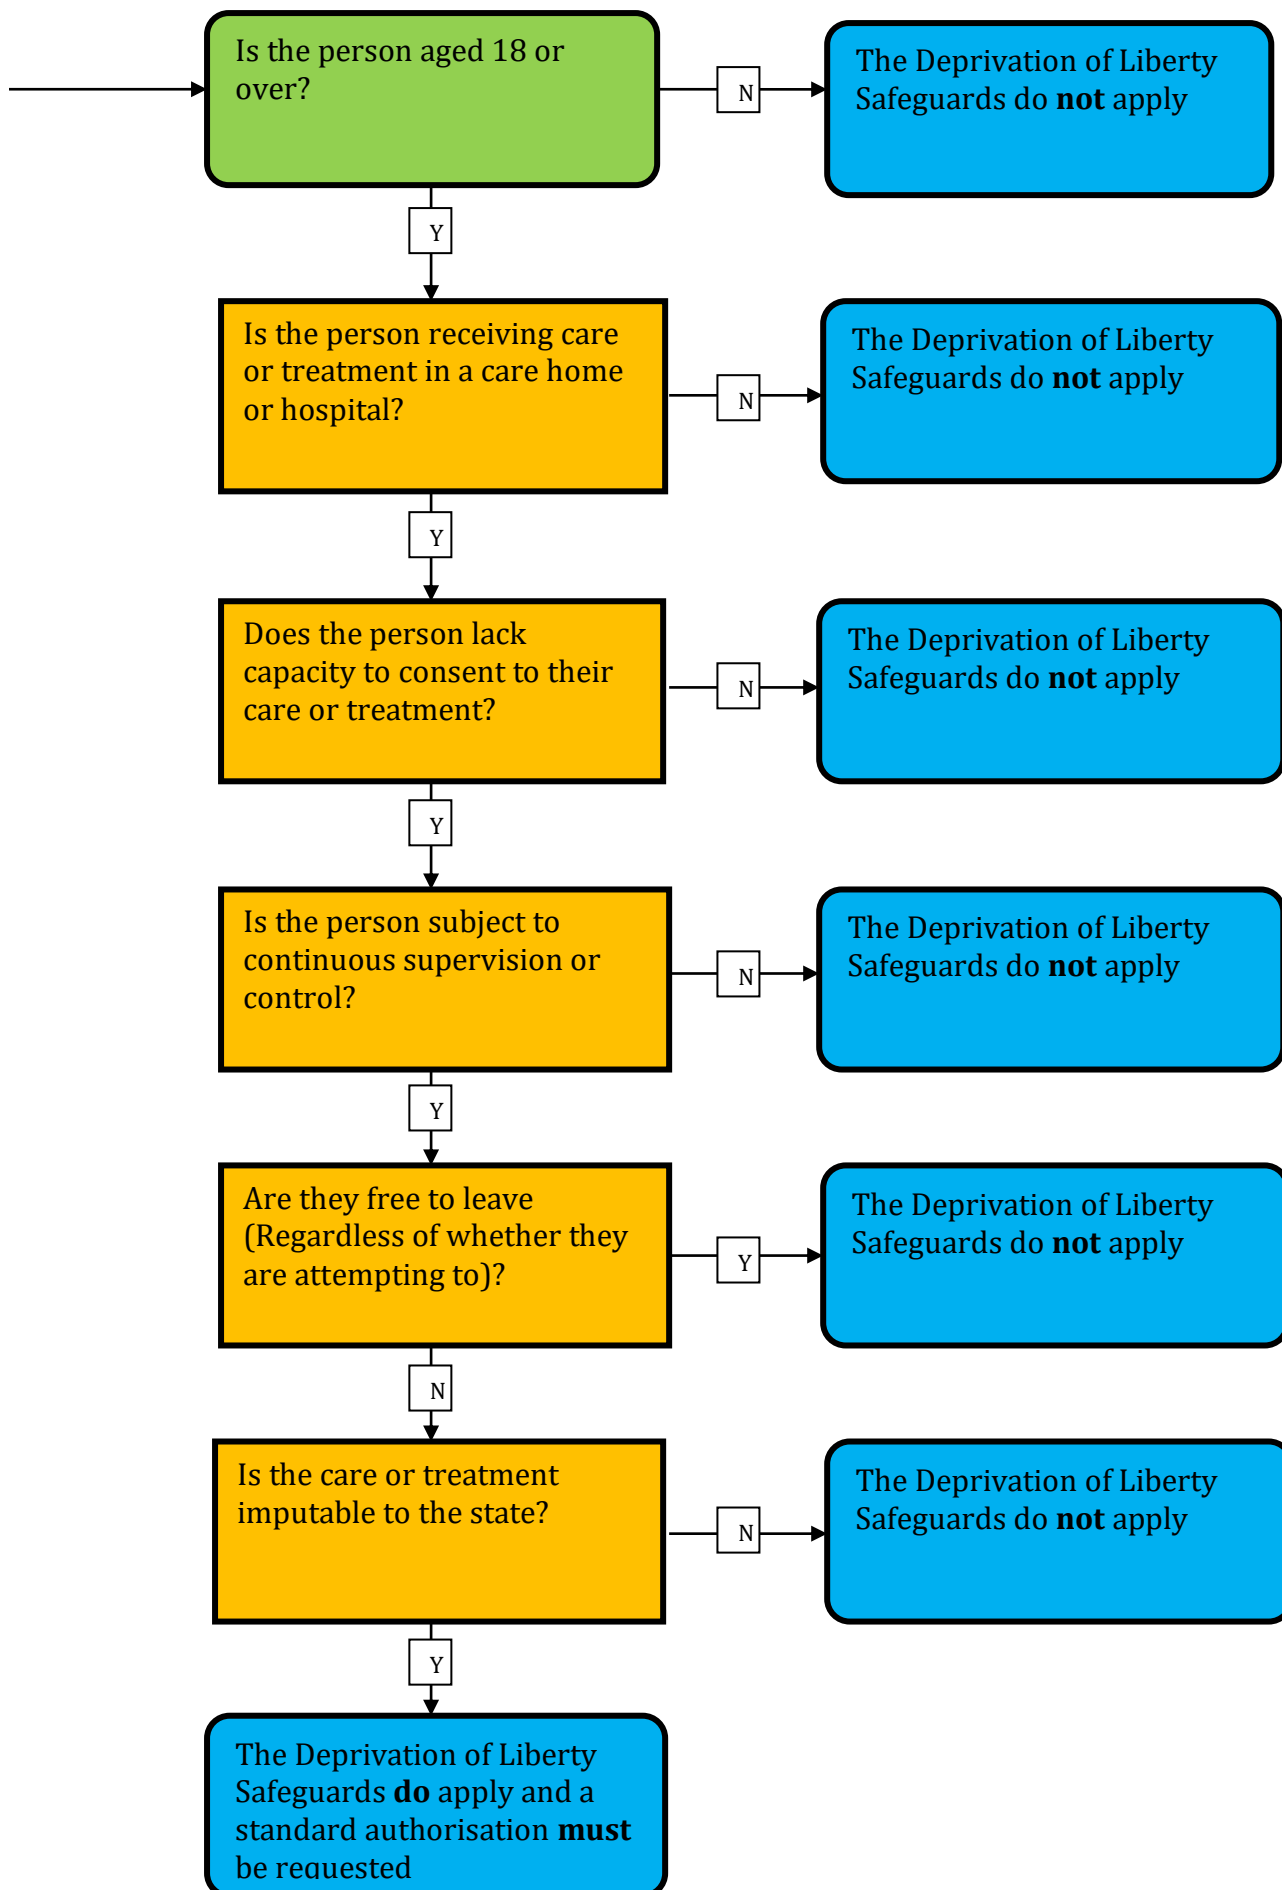 Is the person aged 18 or
over?
N
The Deprivation of Liberty
Safeguards do not apply
Y
Is the person receiving care
or treatment in a care home
or hospital?
N
The Deprivation of Liberty
Safeguards do not apply
Y
Does the person lack
capacity to consent to their
care or treatment?
N
The Deprivation of Liberty
Safeguards do not apply
Y
Is the person subject to
continuous supervision or
control?
N
The Deprivation of Liberty
Safeguards do not apply
Y
Are they free to leave
(Regardless of whether they
are attempting to)?
Y
The Deprivation of Liberty
Safeguards do not apply
N
Is the care or treatment
imputable to the state?
N
The Deprivation of Liberty
Safeguards do not apply
Y
The Deprivation of Liberty
Safeguards do apply and a
standard authorisation must
be requested